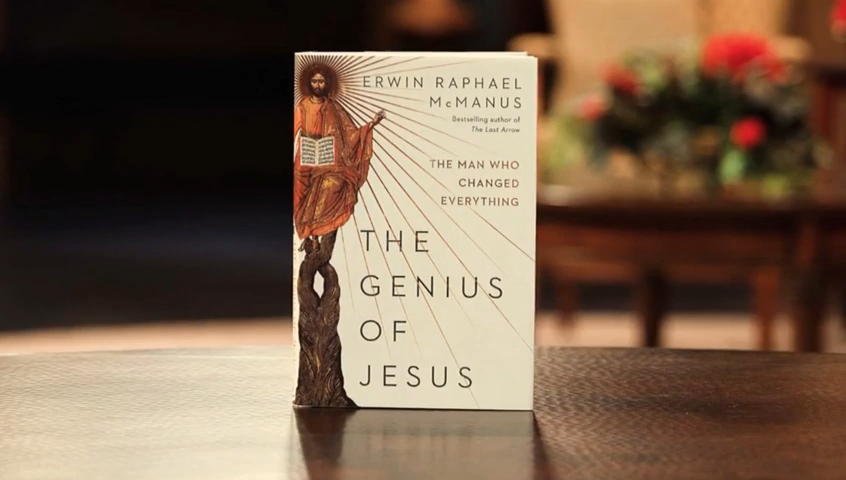 ERWIN RAPHAEL
McMANUS
Bestselling author of
The Last Arrow
THE MAN WHO
CHANGED
EVERYTHING
THE
GENIUS
OF
JESUS